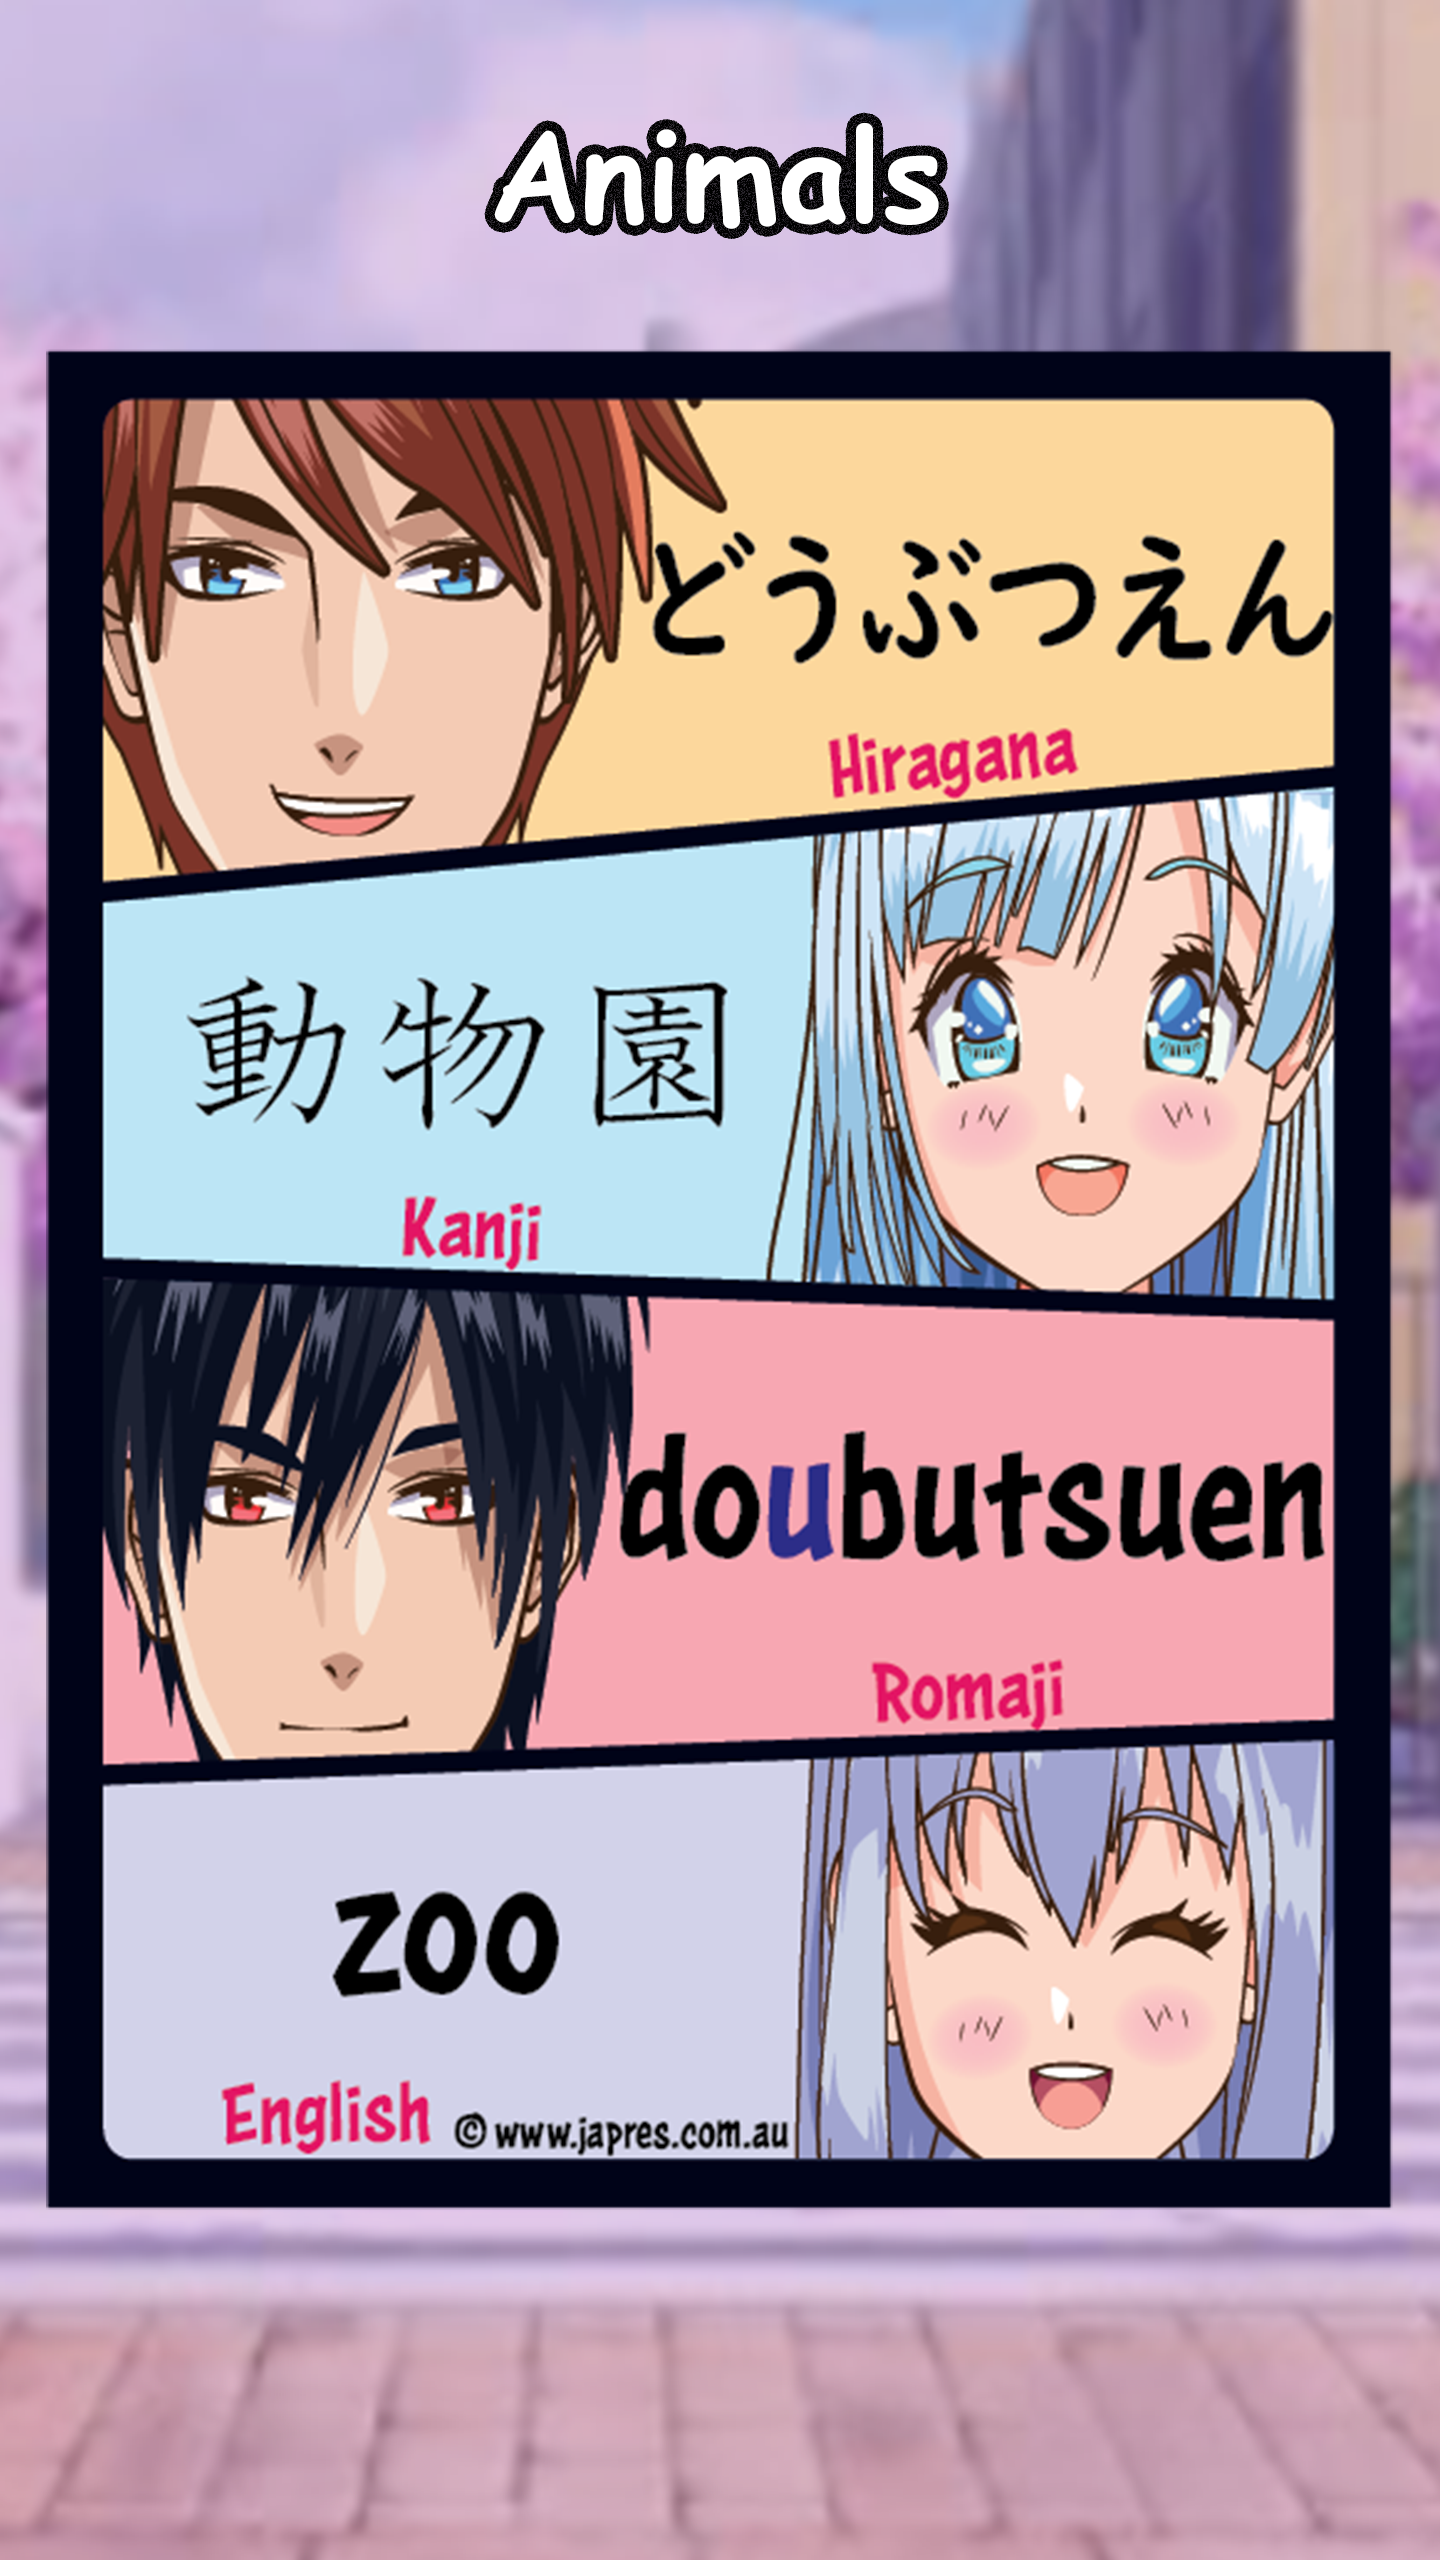 Animals
どうぶつえん
Hiragana
動物園
Kanji
doubutsuen
Romaji
zoo
English © www.japres.com.au